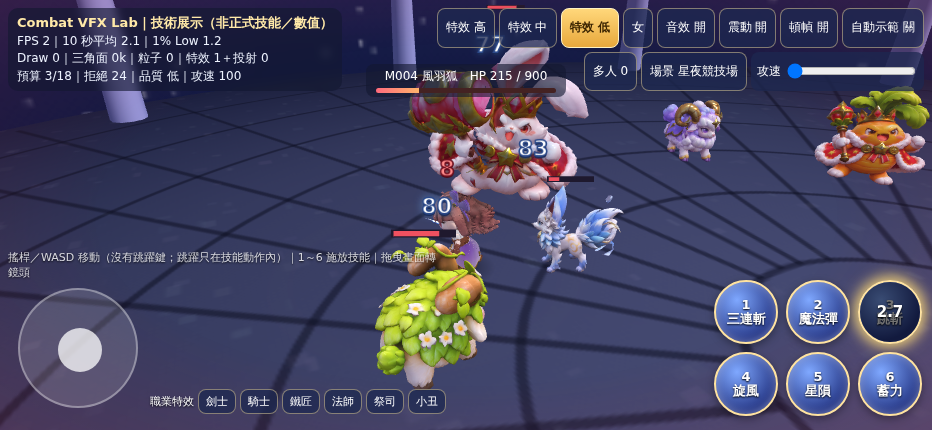 Combat VFX Lab｜技術展示（非正式技能／數值）
FPS 2｜10 秒平均 2.1｜1% Low 1.2
Draw 0｜三角面 0k｜粒子 0｜特效 1＋投射 0
預算 3/18｜拒絕 24｜品質 低｜攻速 100
特效 高
特效 中
特效 低
女
音效 開
震動 開
頓幀 開
自動示範 關
多人 0
場景 星夜競技場
攻速
77
M004 風羽狐 HP 215 / 900
83
8
80
搖桿／WASD 移動（沒有跳躍鍵；跳躍只在技能動作內）｜1～6 施放技能｜拖曳畫面轉
鏡頭
1
三連斬
2
魔法彈
3
2.7
跳斬
4
旋風
5
星隕
6
蓄力
職業特效
劍士
騎士
鐵匠
法師
祭司
小丑